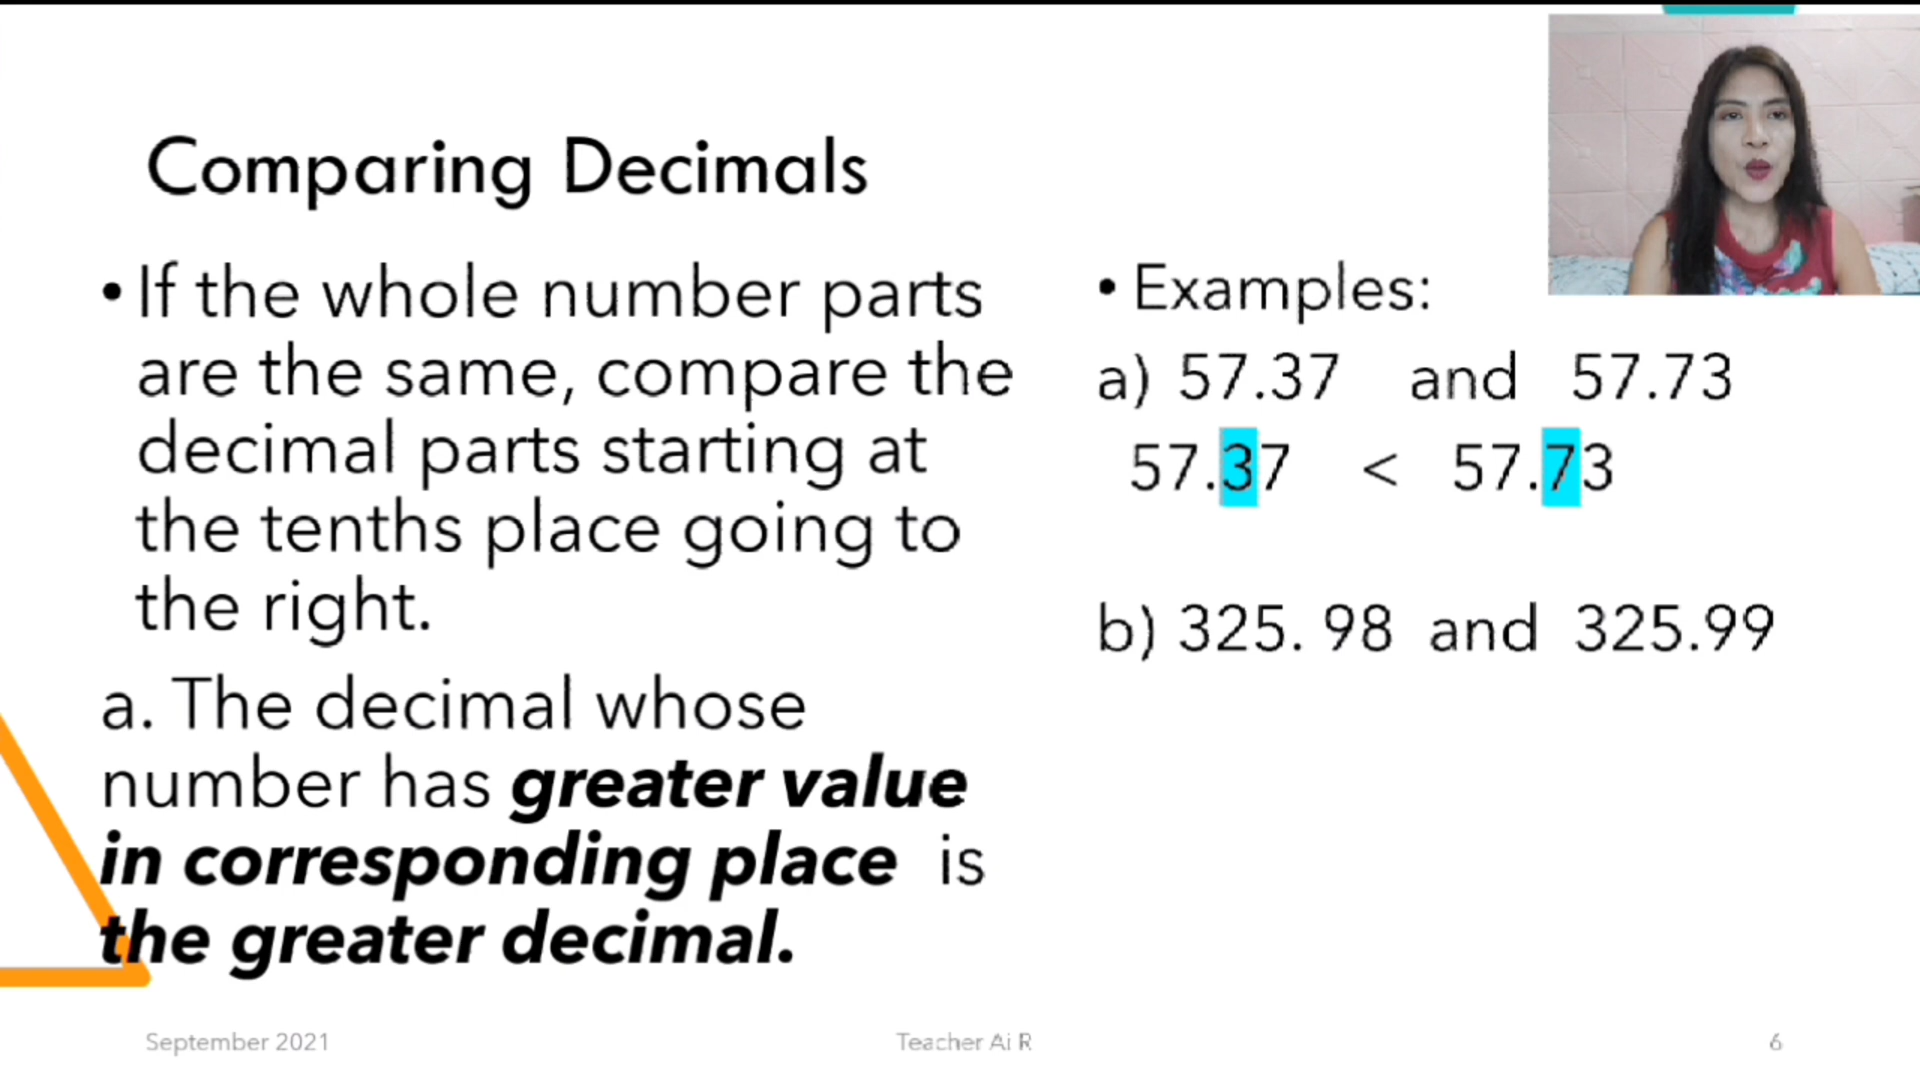 Comparing Decimals
• If the whole number parts
are the same, compare the
decimal parts starting at
the tenths place going to
the right.
a. The decimal whose
number has greater value
in corresponding place is
the greater decimal.
• Examples:
a) 57.37 and 57.73
57.37 < 57.73
b) 325. 98 and 325.99
September 2021
Teacher Ai R
6